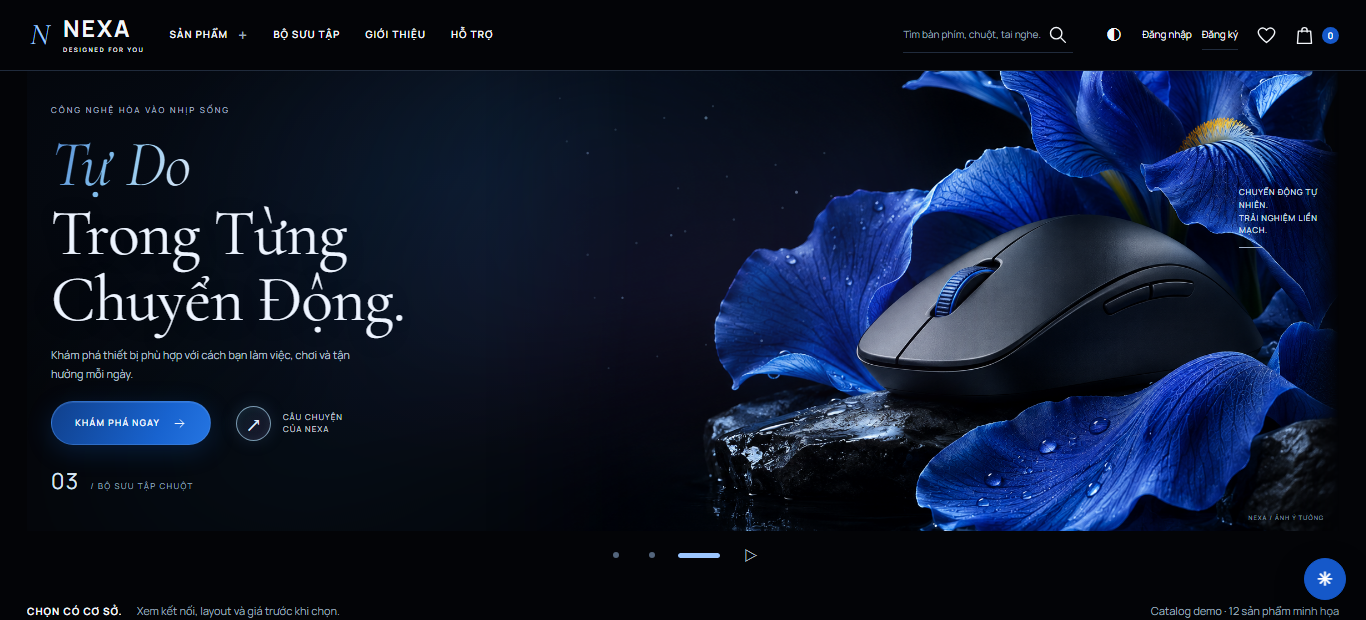 N NEXA
DESIGNED FOR YOU
SẢN PHẨM +
BỘ SƯU TẬP
GIỚI THIỆU
HỖ TRỢ
Tìm bàn phím, chuột, tai nghe.
Đăng nhập
Đăng ký
0
CÔNG NGHỆ HÒA VÀO NHỊP SỐNG
Tự Do
Trong Từng
Chuyển Động.
Khám phá thiết bị phù hợp với cách bạn làm việc, chơi và tận
hưởng mỗi ngày.
KHÁM PHÁ NGAY →
↗
CÂU CHUYỆN
CỦA NEXA
03 / BỘ SƯU TẬP CHUỘT
CHUYỂN ĐỘNG TỰ
NHIÊN.
TRẢI NGHIỆM LIỀN
MẠCH.
NEXA / ẢNH Ý TƯỞNG
CHỌN CÓ CƠ SỞ. Xem kết nối, layout và giá trước khi chọn.
Catalog demo · 12 sản phẩm minh họa